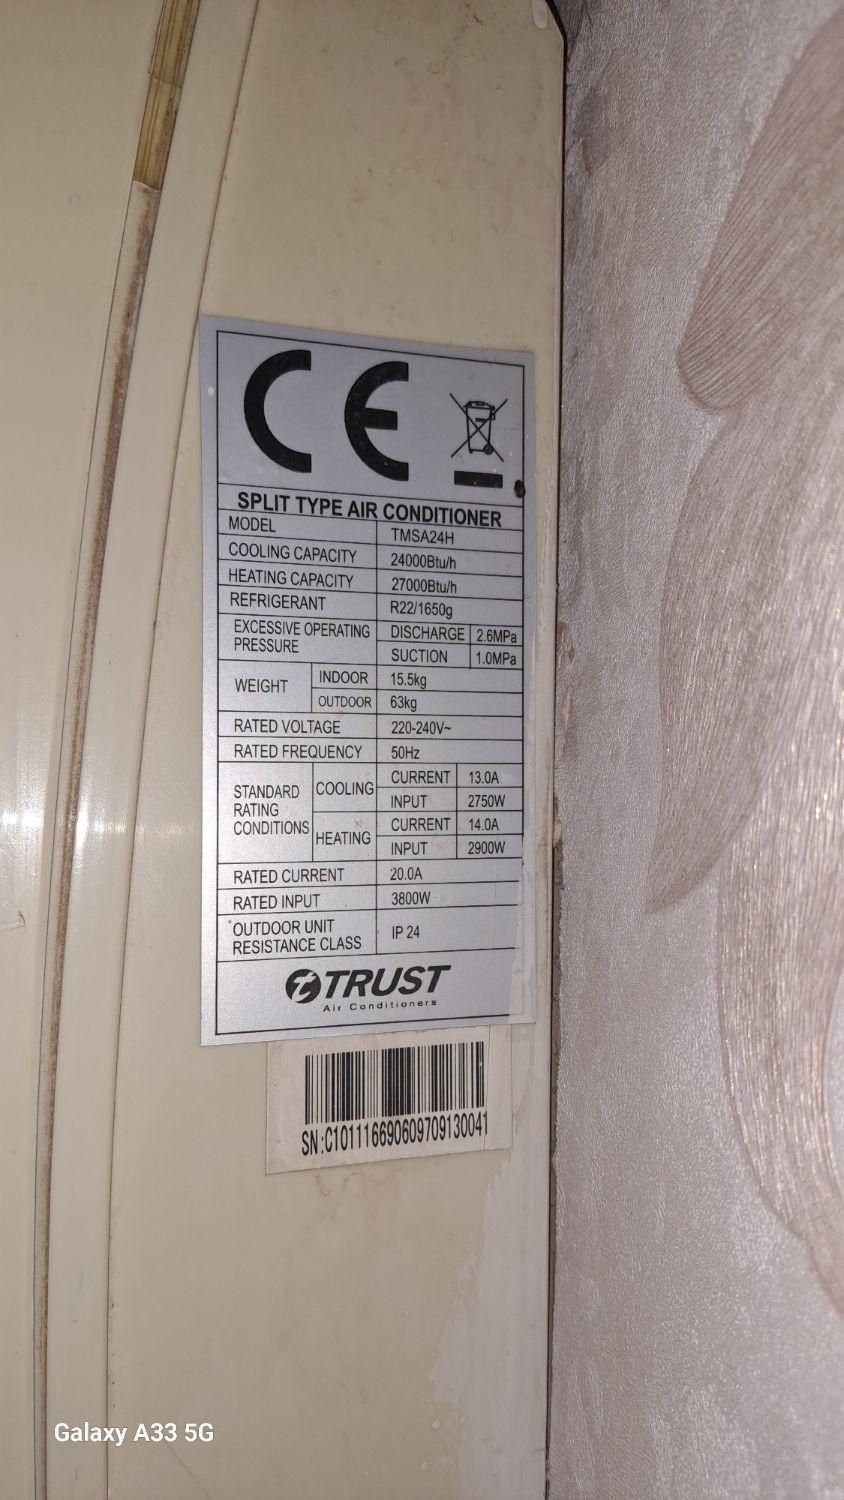 CE
SPLIT TYPE AIR CONDITIONER
MODEL TMSA24H
COOLING CAPACITY 24000Btu/h
HEATING CAPACITY 27000Btu/h
REFRIGERANT R22/1650g
EXCESSIVE OPERATING PRESSURE DISCHARGE 2.6MPa
SUCTION 1.0MPa
WEIGHT INDOOR 15.5kg
OUTDOOR 63kg
RATED VOLTAGE 220-240V~
RATED FREQUENCY 50Hz
STANDARD RATING CONDITIONS COOLING CURRENT 13.0A
INPUT 2750W
HEATING CURRENT 14.0A
INPUT 2900W
RATED CURRENT 20.0A
RATED INPUT 3800W
OUTDOOR UNIT RESISTANCE CLASS IP 24
TRUST
Air Conditioners
SN:C101116690609709130041
Galaxy A33 5G